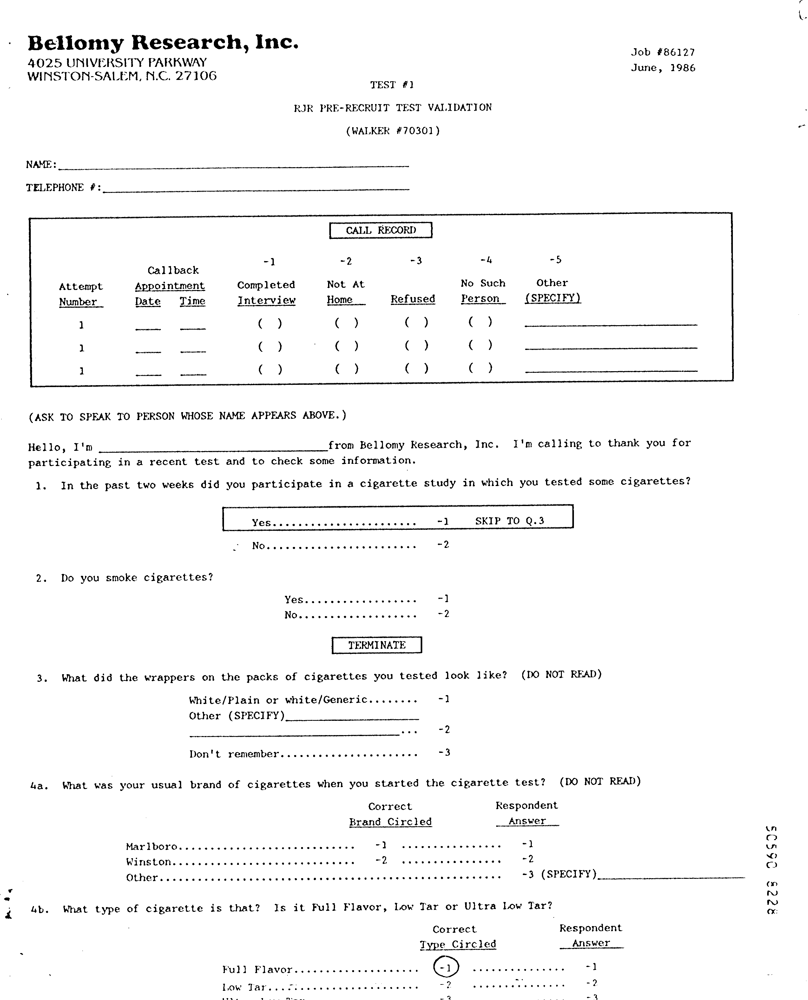 Bellomy Research, Inc.
4025 UNIVERSITY PARKWAY
WINSTON-SALEM, N.C. 27106
Job #86127
June, 1986
TEST #1
RJR PRE-RECRUIT TEST VALIDATION
(WALKER #70301)
NAME:
TELEPHONE #:
CALL RECORD
-1 -2 -3 -4 -5
Callback
Attempt Appointment Completed Not At No Such Other
Number Date Time Interview Home Refused Person (SPECIFY)
1 ___ ___ ( ) ( ) ( ) ( ) ___
1 ___ ___ ( ) ( ) ( ) ( ) ___
1 ___ ___ ( ) ( ) ( ) ( ) ___
(ASK TO SPEAK TO PERSON WHOSE NAME APPEARS ABOVE.)
Hello, I'm ___ from Bellomy Research, Inc. I'm calling to thank you for
participating in a recent test and to check some information.
1. In the past two weeks did you participate in a cigarette study in which you tested some cigarettes?
Yes....................... -1 SKIP TO Q.3
No........................ -2
2. Do you smoke cigarettes?
Yes.................. -1
No................... -2
TERMINATE
3. What did the wrappers on the packs of cigarettes you tested look like? (DO NOT READ)
White/Plain or white/Generic........ -1
Other (SPECIFY)___
___... -2
Don't remember...................... -3
4a. What was your usual brand of cigarettes when you started the cigarette test? (DO NOT READ)
Correct Respondent
Brand Circled Answer
Marlboro............................ -1 ................ -1
Winston............................. -2 ................ -2
Other...................................................... -3 (SPECIFY)___
4b. What type of cigarette is that? Is it Full Flavor, Low Tar or Ultra Low Tar?
Correct Respondent
Type Circled Answer
Full Flavor.................... -1 ............... -1
Low Tar........................ -2 ............... -2